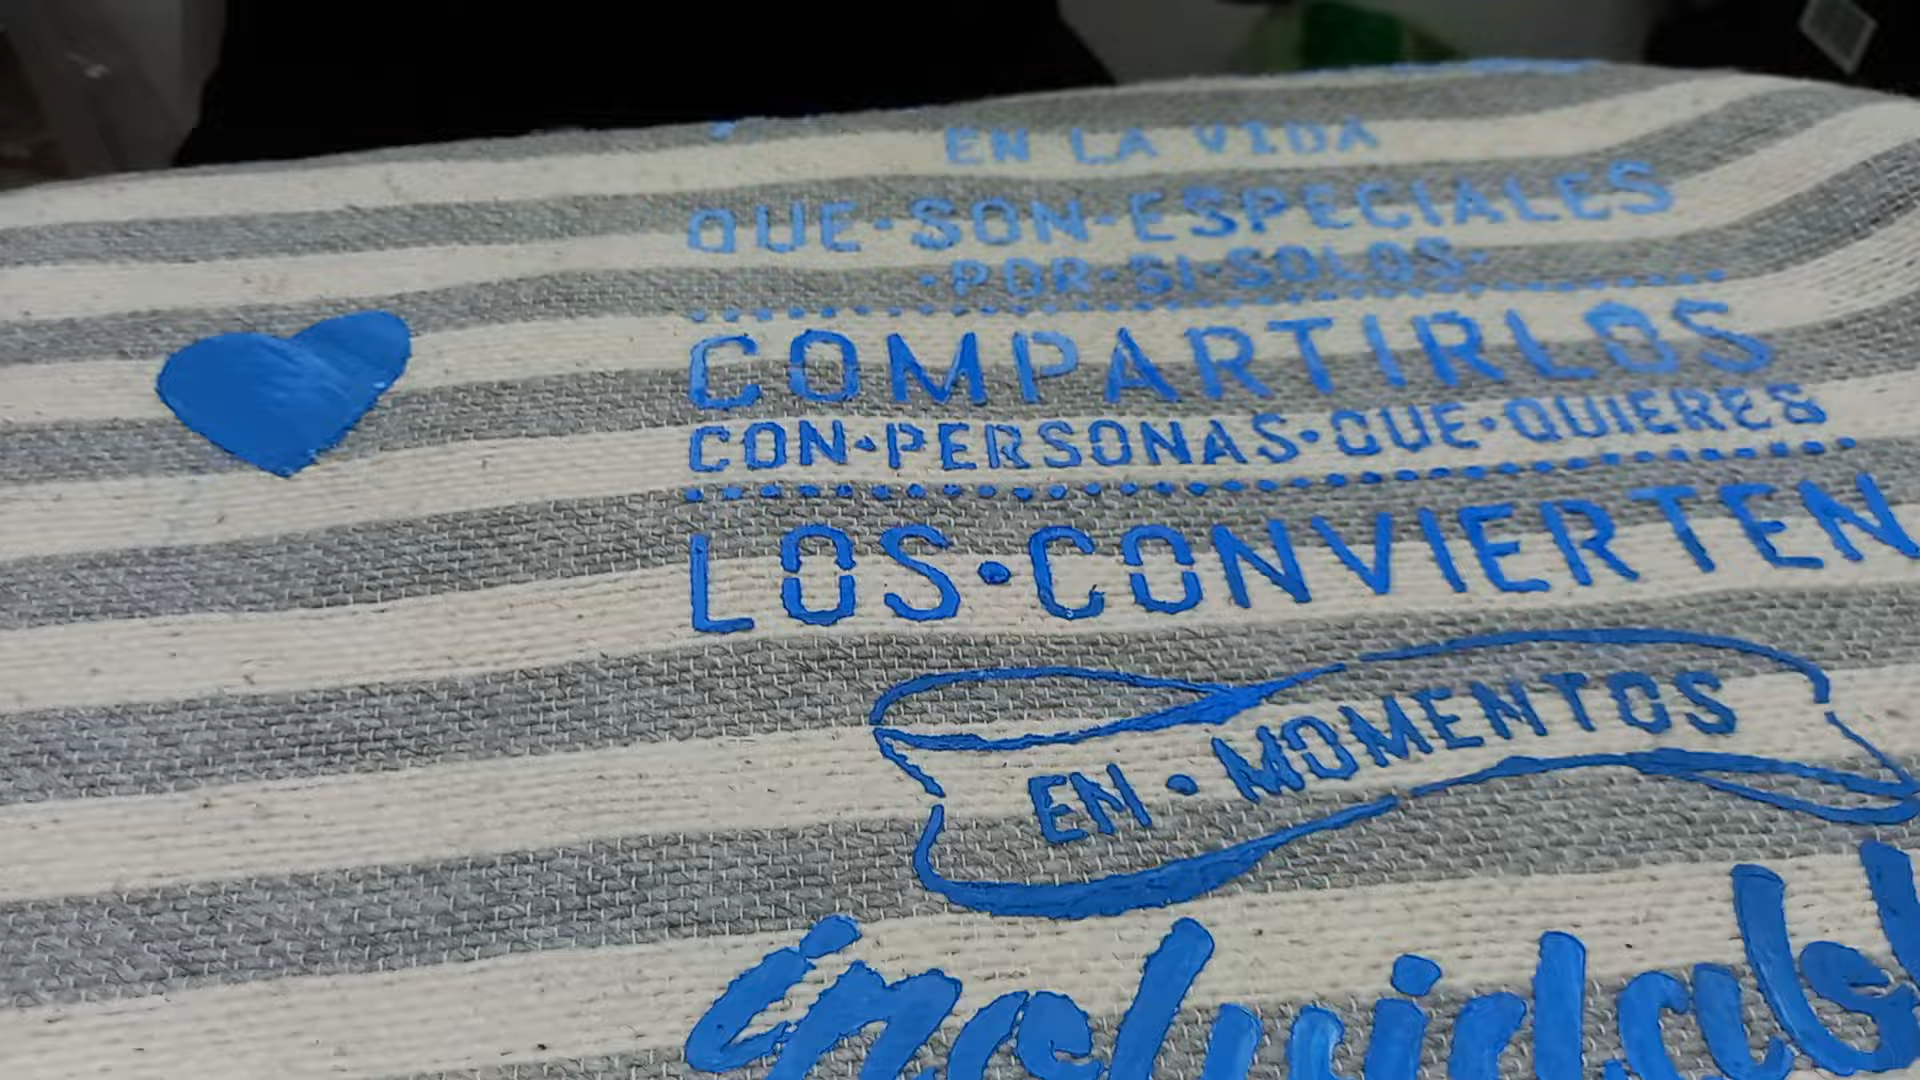 EN LA VIDA
QUE·SON·ESPECIALES
·POR·SI·SOLOS·
COMPARTIRLOS
CON·PERSONAS·QUE·QUIERES
LOS·CONVIERTEN
EN·MOMENTOS